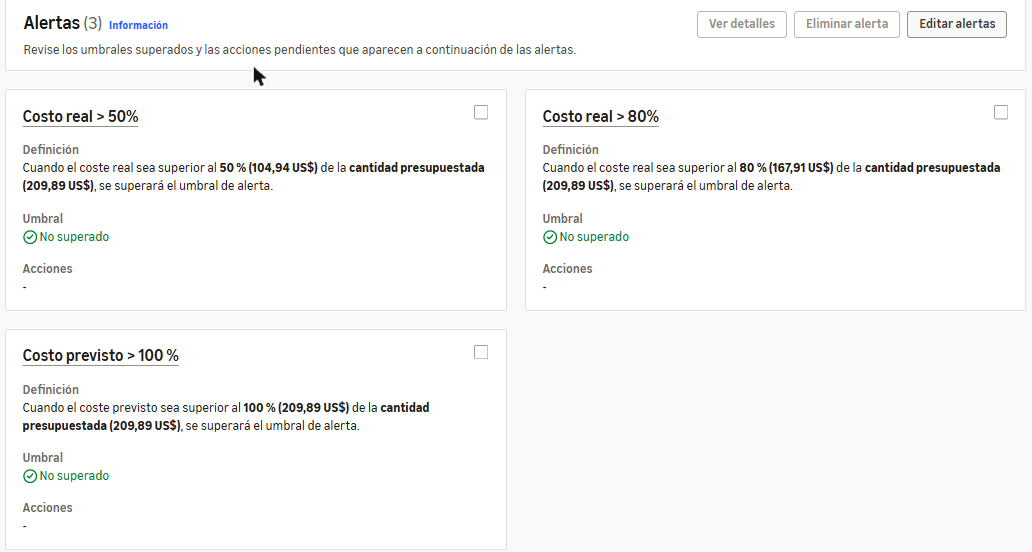 Alertas (3) Información
Ver detalles
Eliminar alerta
Editar alertas
Revise los umbrales superados y las acciones pendientes que aparecen a continuación de las alertas.
Costo real > 50%
Definición
Cuando el coste real sea superior al 50 % (104,94 US$) de la cantidad presupuestada
(209,89 US$), se superará el umbral de alerta.
Umbral
No superado
Acciones
-
Costo real > 80%
Definición
Cuando el coste real sea superior al 80 % (167,91 US$) de la cantidad presupuestada
(209,89 US$), se superará el umbral de alerta.
Umbral
No superado
Acciones
-
Costo previsto > 100 %
Definición
Cuando el coste previsto sea superior al 100 % (209,89 US$) de la cantidad
presupuestada (209,89 US$), se superará el umbral de alerta.
Umbral
No superado
Acciones
-